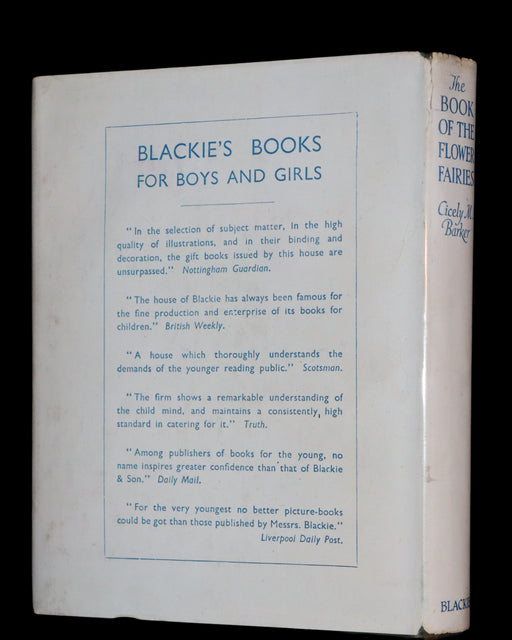 BLACKIE'S BOOKS
FOR BOYS AND GIRLS
"In the selection of subject matter, in the high
quality of illustrations, and in their binding and
decoration, the gift books issued by this house are
unsurpassed." Nottingham Guardian.
"The house of Blackie has always been famous for
the fine production and enterprise of its books for
children." British Weekly.
"A house which thoroughly understands the
demands of the younger reading public." Scotsman.
"The firm shows a remarkable understanding of
the child mind, and maintains a consistently high
standard in catering for it." Truth.
"Among publishers of books for the young, no
name inspires greater confidence than that of Blackie
& Son." Daily Mail.
"For the very youngest no better picture-books
could be got than those published by Messrs. Blackie."
Liverpool Daily Post.
The
BOOK
OF THE
FLOWER
FAIRIES
Cicely M.
Barker
BLACKIE